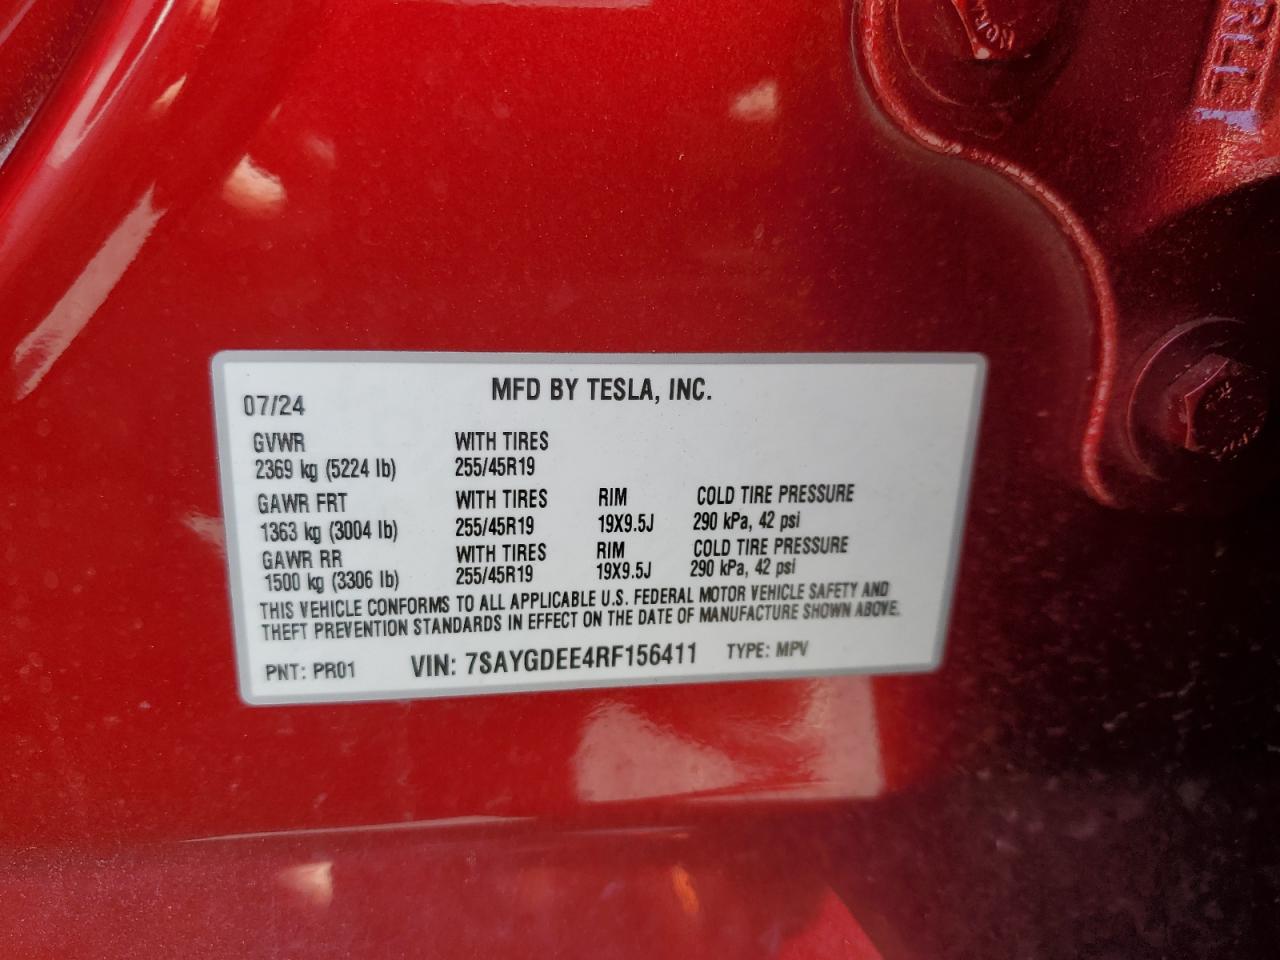 MFD BY TESLA, INC.
07/24
GVWR WITH TIRES
2369 kg (5224 lb) 255/45R19
GAWR FRT WITH TIRES RIM COLD TIRE PRESSURE
1363 kg (3004 lb) 255/45R19 19X9.5J 290 kPa, 42 psi
GAWR RR WITH TIRES RIM COLD TIRE PRESSURE
1500 kg (3306 lb) 255/45R19 19X9.5J 290 kPa, 42 psi
THIS VEHICLE CONFORMS TO ALL APPLICABLE U.S. FEDERAL MOTOR VEHICLE SAFETY AND
THEFT PREVENTION STANDARDS IN EFFECT ON THE DATE OF MANUFACTURE SHOWN ABOVE.
PNT: PR01 VIN: 7SAYGDEE4RF156411 TYPE: MPV